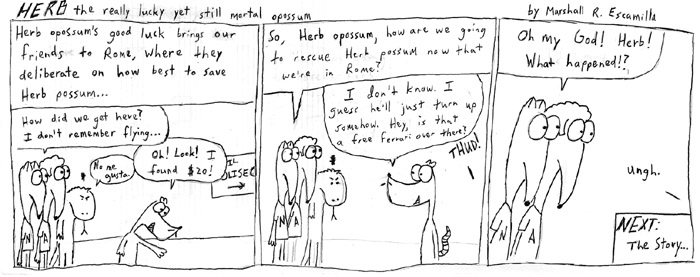 HERB the really lucky yet still mortal opossum
by Marshall R. Escamilla
Herb opossum's good luck brings our
friends to Rome, where they
deliberate on how best to save
Herb possum...
How did we get here?
I don't remember flying...
No me
gusta.
Oh! Look! I
found $20!
IL
OLISEO
N
A
So, Herb opossum, how are we going
to rescue Herb possum now that
we're in Rome?
I don't know. I
guess he'll just turn up
somehow. Hey, is that
a free Ferrari over there?
THUD!
N
A
Oh my God! Herb!
What happened!?
ungh.
N
A
NEXT:
The Story...